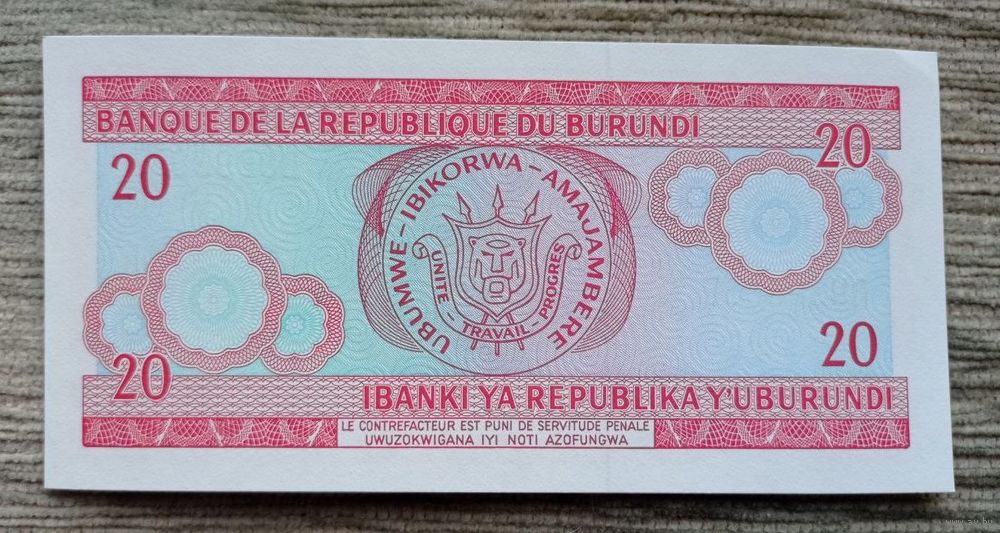 BANQUE DE LA REPUBLIQUE DU BURUNDI
20
20
UBUMWE - IBIKORWA - AMAJAMBERE
UNITE - TRAVAIL - PROGRES
20
20
IBANKI YA REPUBLIKA Y'UBURUNDI
LE CONTREFACTEUR EST PUNI DE SERVITUDE PENALE
UWUZOKWIGANA IYI NOTI AZOFUNGWA